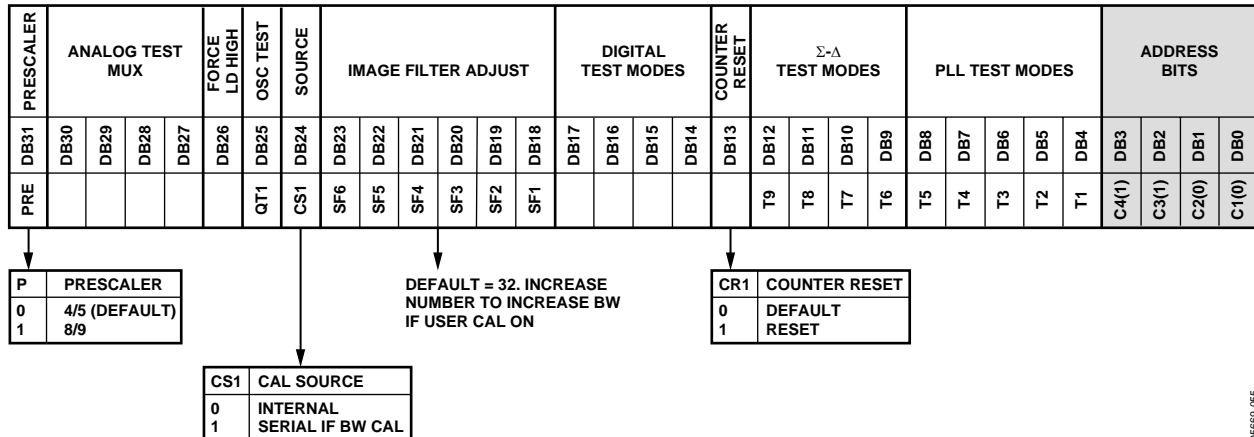 PRESCALER
ANALOG TEST
MUX
FORCE
LD HIGH
OSC TEST
SOURCE
IMAGE FILTER ADJUST
DIGITAL
TEST MODES
COUNTER
RESET
Σ-Δ
TEST MODES
PLL TEST MODES
ADDRESS
BITS
DB31 DB30 DB29 DB28 DB27 DB26 DB25 DB24 DB23 DB22 DB21 DB20 DB19 DB18 DB17 DB16 DB15 DB14 DB13 DB12 DB11 DB10 DB9 DB8 DB7 DB6 DB5 DB4 DB3 DB2 DB1 DB0
PRE QT1 CS1 SF6 SF5 SF4 SF3 SF2 SF1 T9 T8 T7 T6 T5 T4 T3 T2 T1 C4(1) C3(1) C2(0) C1(0)
P PRESCALER
0 4/5 (DEFAULT)
1 8/9
DEFAULT = 32. INCREASE
NUMBER TO INCREASE BW
IF USER CAL ON
CR1 COUNTER RESET
0 DEFAULT
1 RESET
CS1 CAL SOURCE
0 INTERNAL
1 SERIAL IF BW CAL